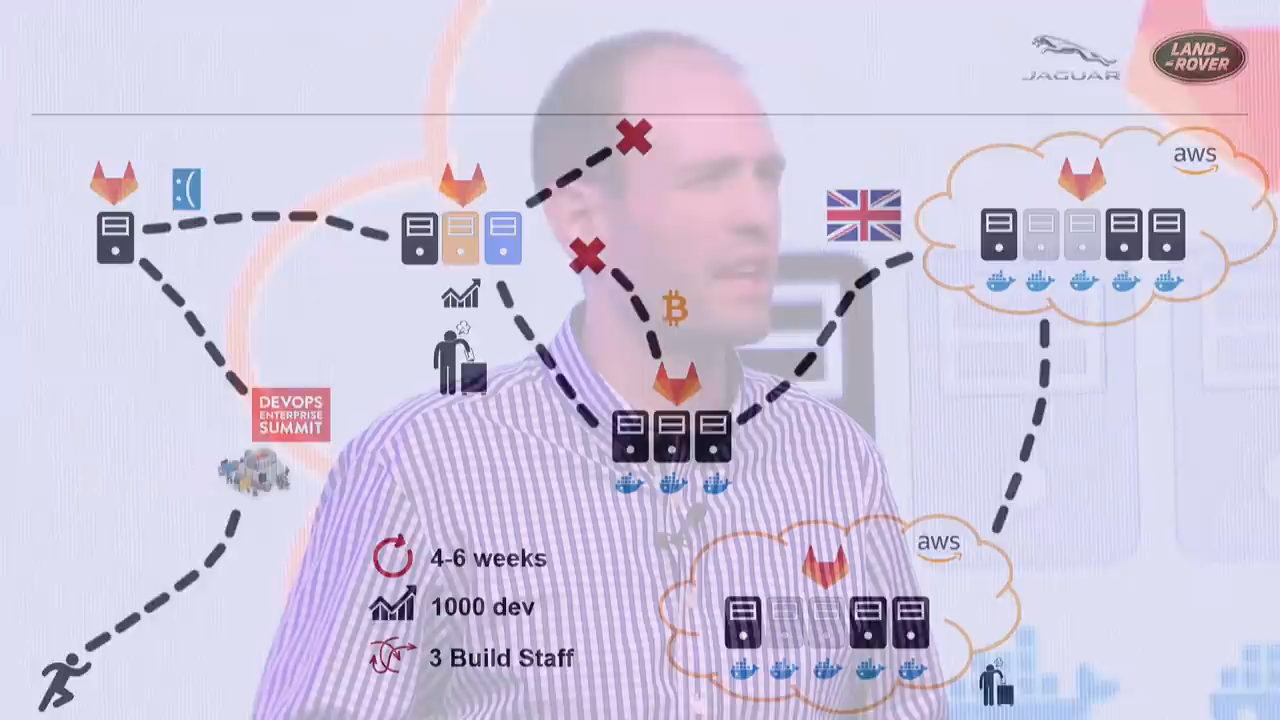 JAGUAR
LAND-
-ROVER
aws
:(
DEVOPS
ENTERPRISE
SUMMIT
aws
4-6 weeks
1000 dev
3 Build Staff